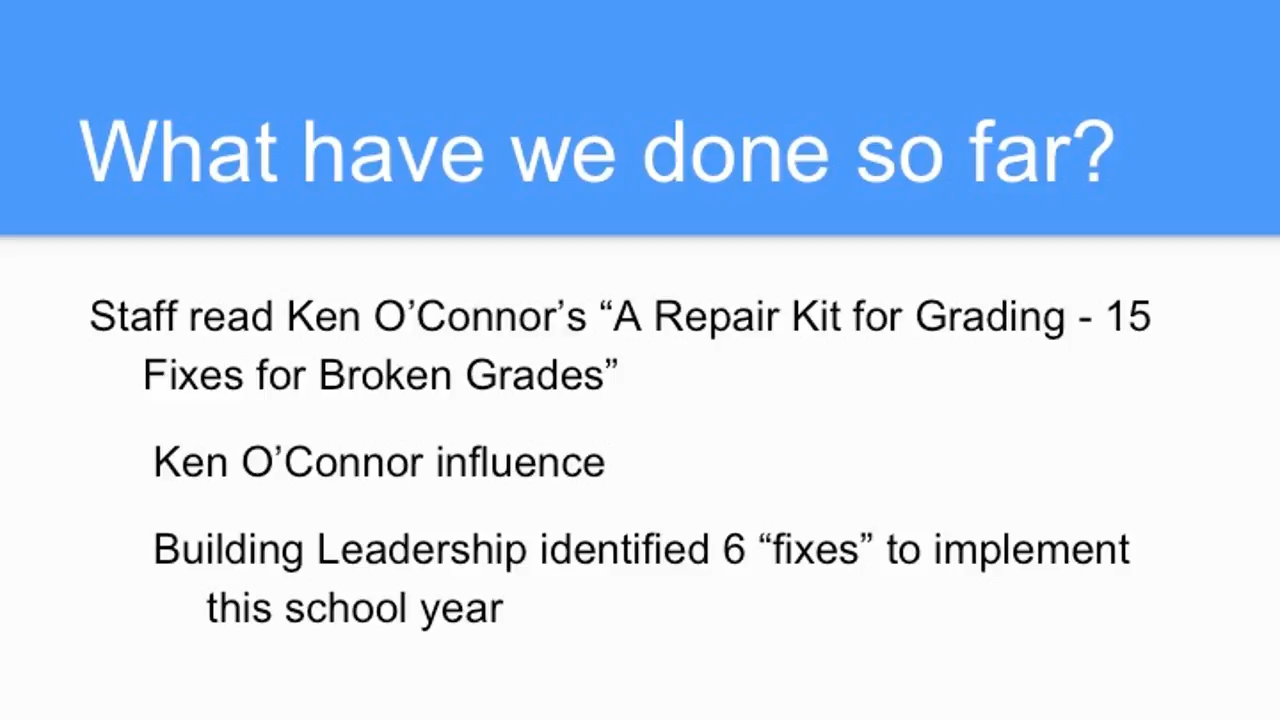 What have we done so far?
Staff read Ken O’Connor’s “A Repair Kit for Grading - 15
Fixes for Broken Grades”
Ken O’Connor influence
Building Leadership identified 6 “fixes” to implement
this school year